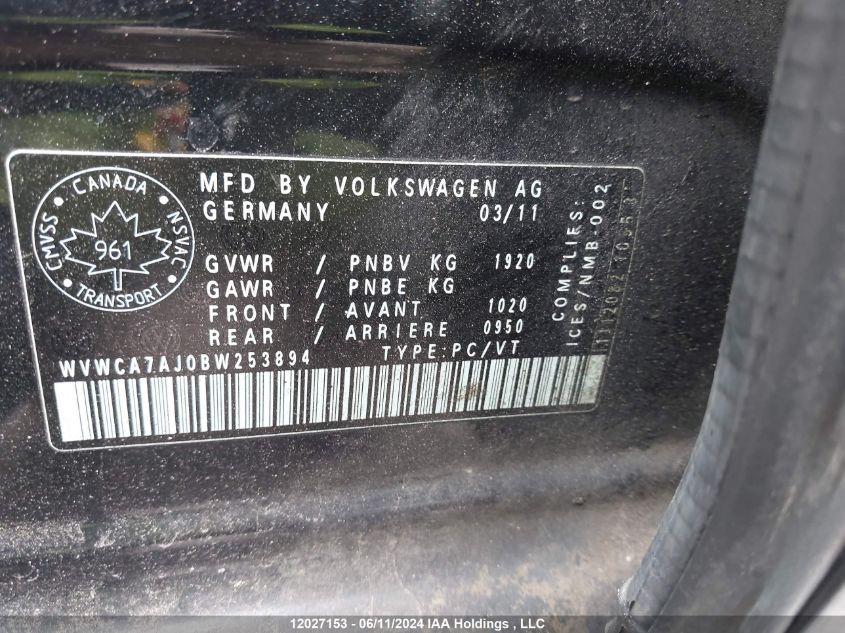 CANADA
CMVSS NSVAC
961
TRANSPORT
MFD BY VOLKSWAGEN AG
GERMANY 03/11
GVWR / PNBV KG 1920
GAWR / PNBE KG
FRONT / AVANT 1020
REAR / ARRIERE 0950
WVWCA7AJ0BW253894 TYPE:PC/VT
COMPLIES:
ICES/NMB-002
12027153 - 06/11/2024 IAA Holdings , LLC